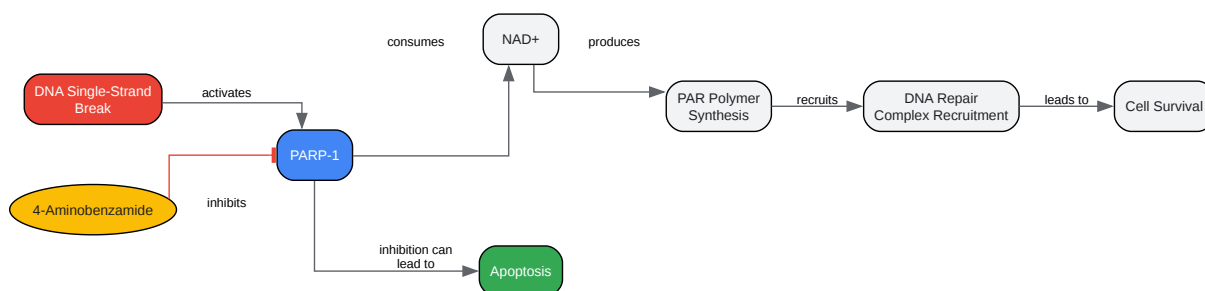 consumes
NAD+
produces
DNA Single-Strand
Break
activates
PAR Polymer
Synthesis
recruits
DNA Repair
Complex Recruitment
leads to
Cell Survival
PARP-1
4-Aminobenzamide
inhibits
inhibition can
lead to
Apoptosis